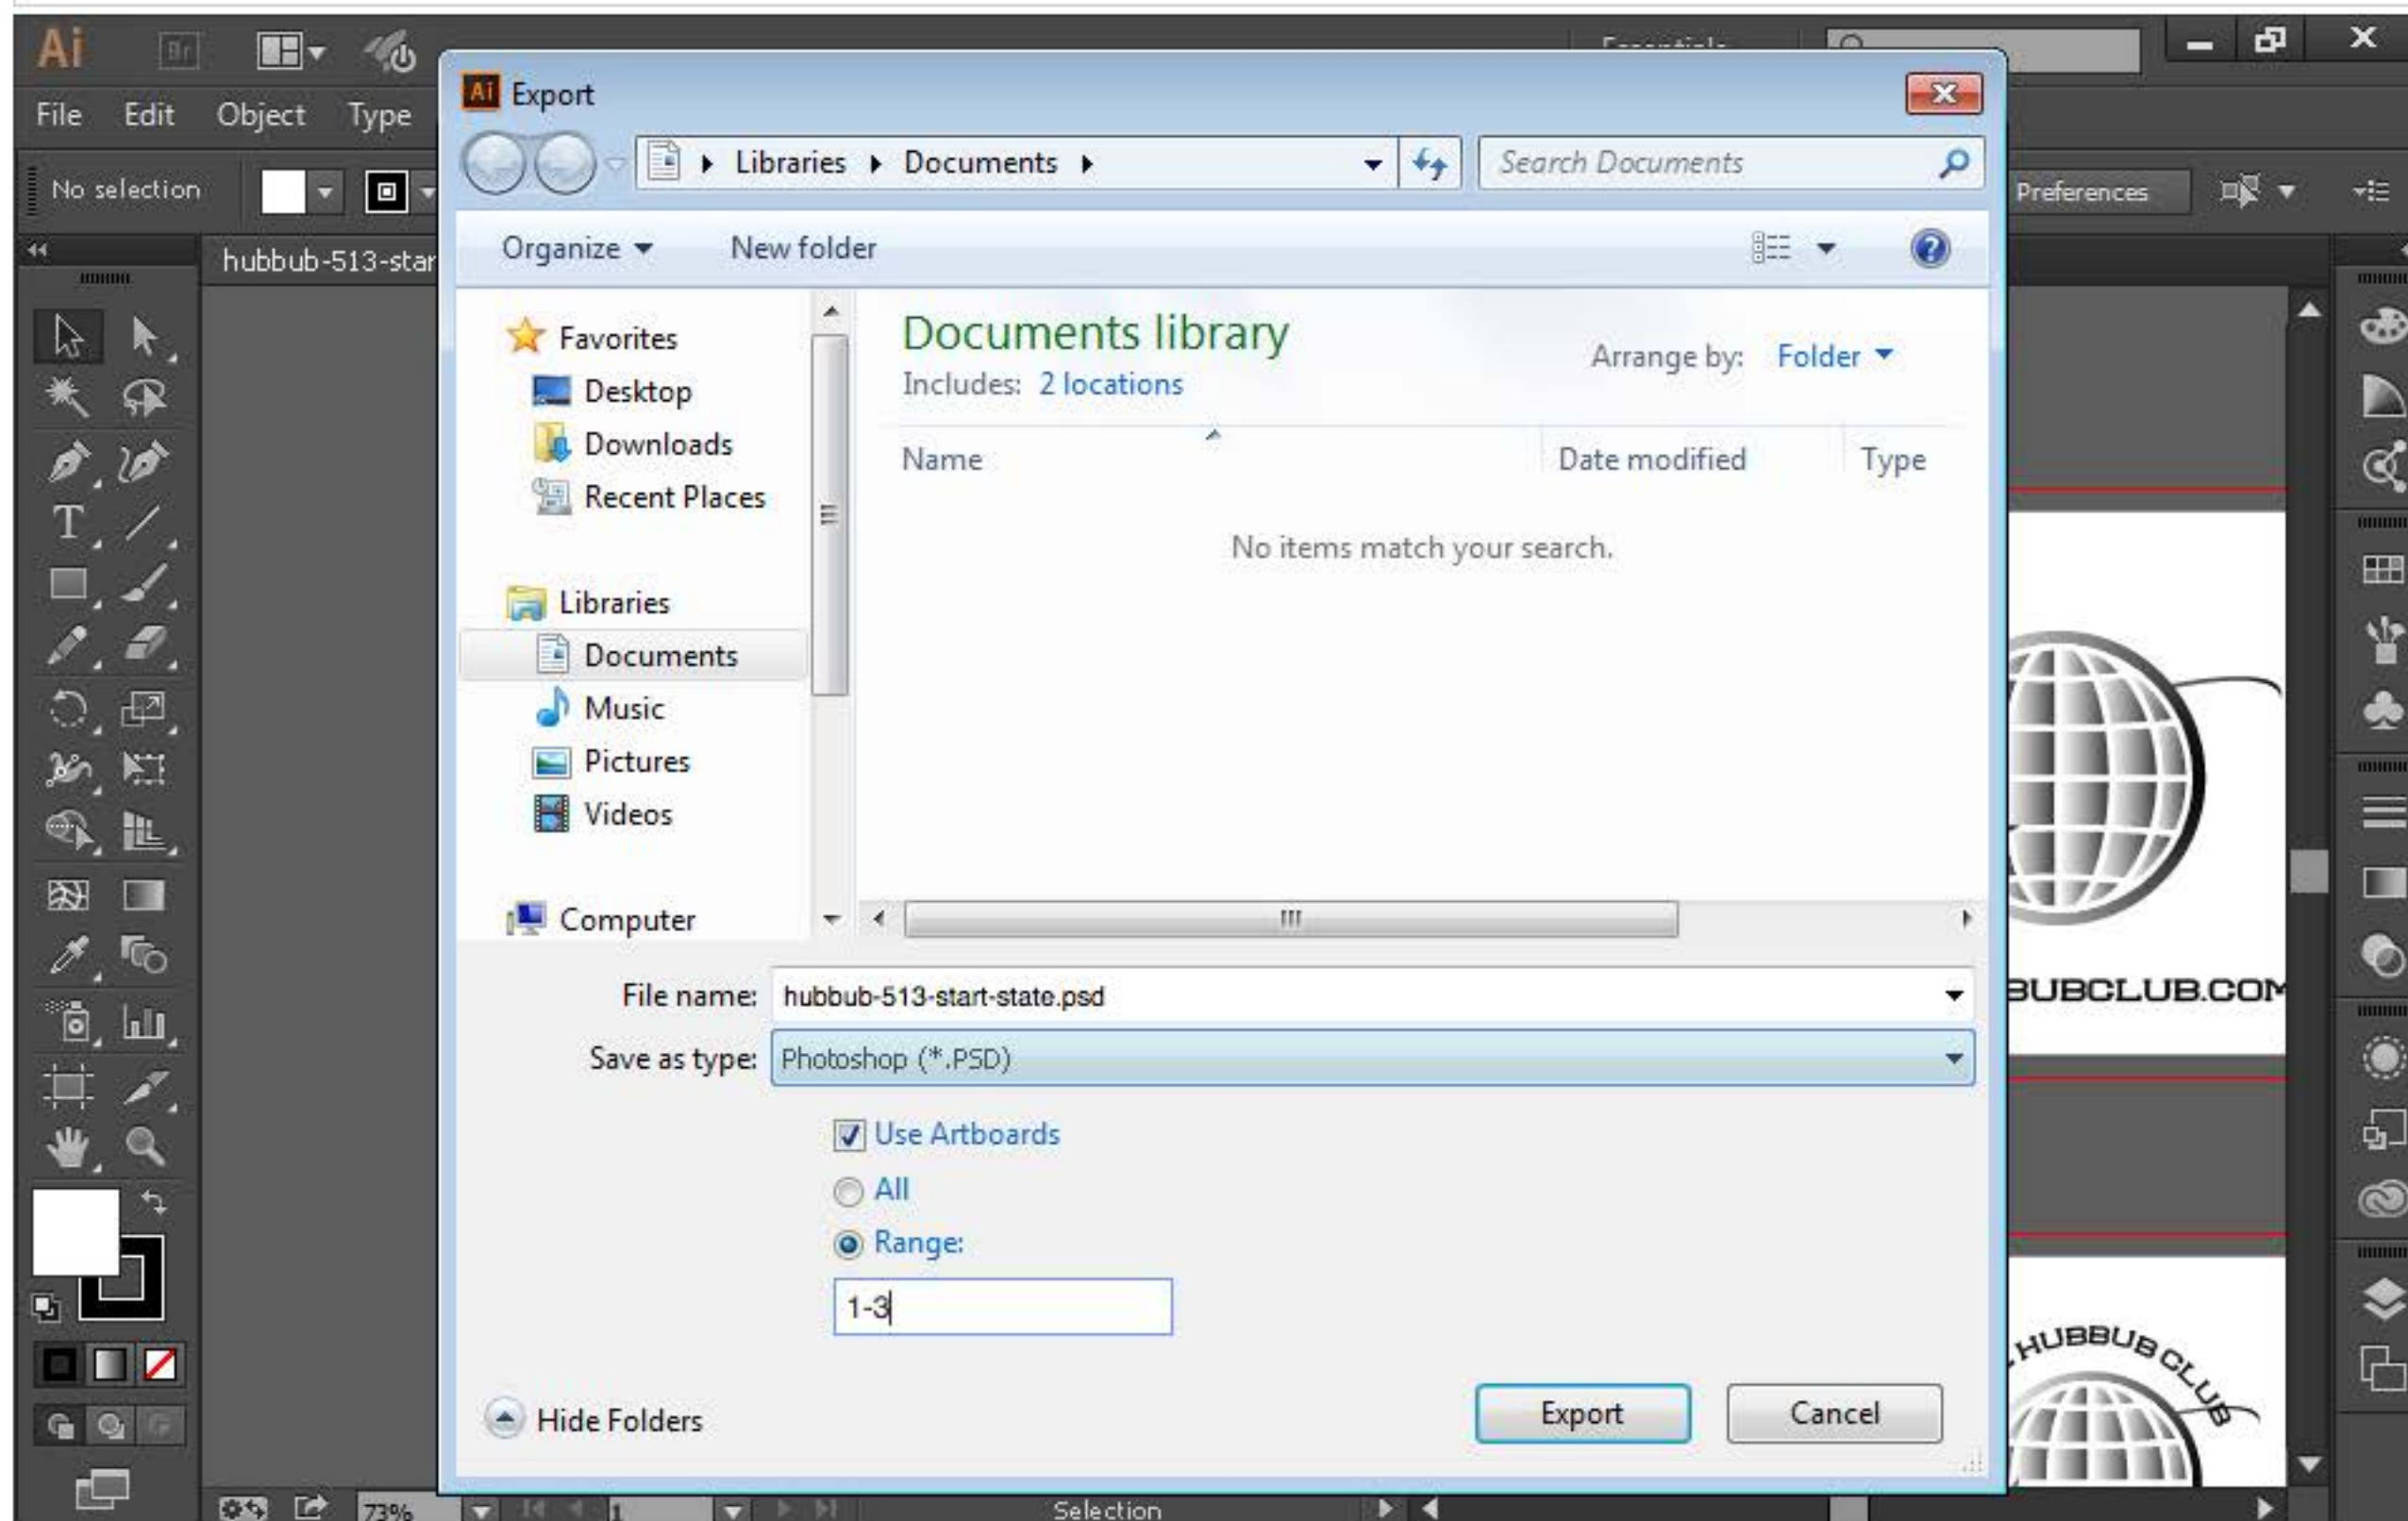 Ai
Br
Export
File Edit Object Type
Libraries Documents
Search Documents
No selection
Preferences
Organize
New folder
hubbub-513-star
Favorites
Desktop
Downloads
Recent Places
Libraries
Documents
Music
Pictures
Videos
Computer
Documents library
Includes: 2 locations
Arrange by: Folder
Name
Date modified
Type
No items match your search.
BUBCLUB.COM
File name: hubbub-513-start-state.psd
Save as type: Photoshop (*.PSD)
Use Artboards
All
Range:
1-3
HUBBUB CLUB
Hide Folders
Export
Cancel
73%
1
Selection